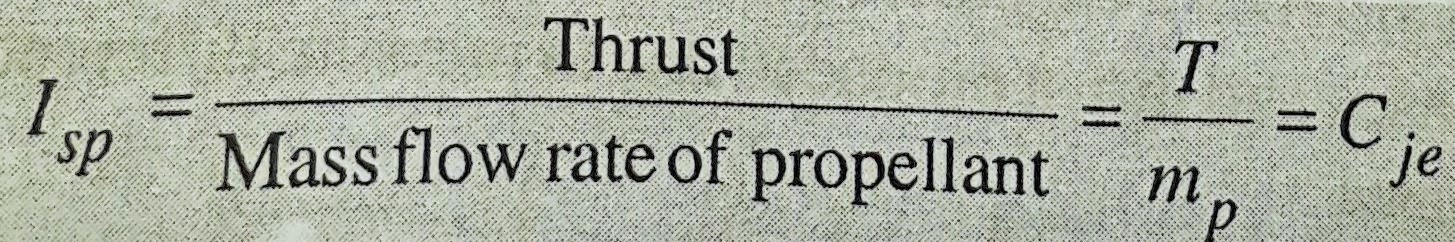 I_sp = Thrust / Mass flow rate of propellant = T / m_p = C_je